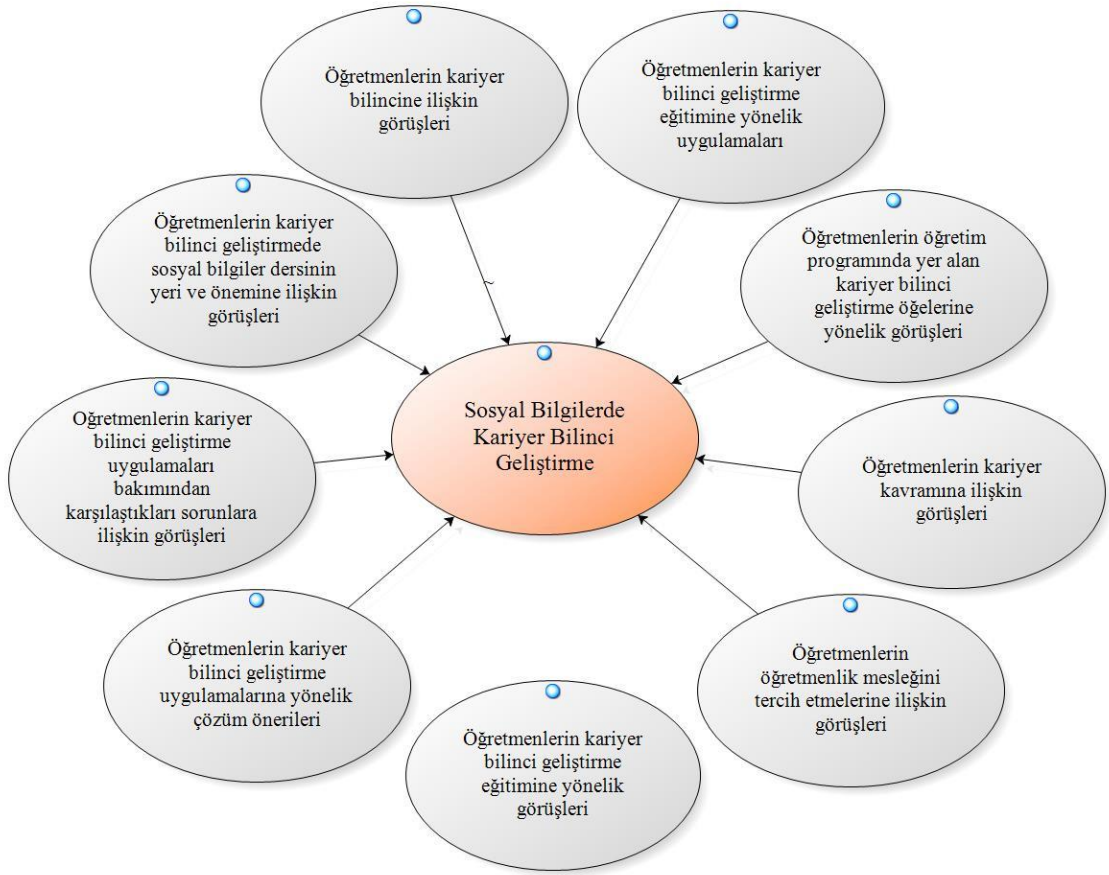 Öğretmenlerin kariyer
bilincine ilişkin
görüşleri
Öğretmenlerin kariyer
bilinci geliştirme
eğitimine yönelik
uygulamaları
Öğretmenlerin kariyer
bilinci geliştirmede
sosyal bilgiler dersinin
yeri ve önemine ilişkin
görüşleri
Öğretmenlerin öğretim
programında yer alan
kariyer bilinci
geliştirme öğelerine
yönelik görüşleri
~
Sosyal Bilgilerde
Kariyer Bilinci
Geliştirme
Oğretmenlerin kariyer
bilinci geliştirme
uygulamaları
bakımından
karşılaştıkları sorunlara
ilişkin görüşleri
Öğretmenlerin kariyer
kavramına ilişkin
görüşleri
Öğretmenlerin kariyer
bilinci geliştirme
uygulamalarına yönelik
çözüm önerileri
Öğretmenlerin
öğretmenlik mesleğini
tercih etmelerine ilişkin
görüşleri
Öğretmenlerin kariyer
bilinci geliştirme
eğitimine yönelik
görüşleri